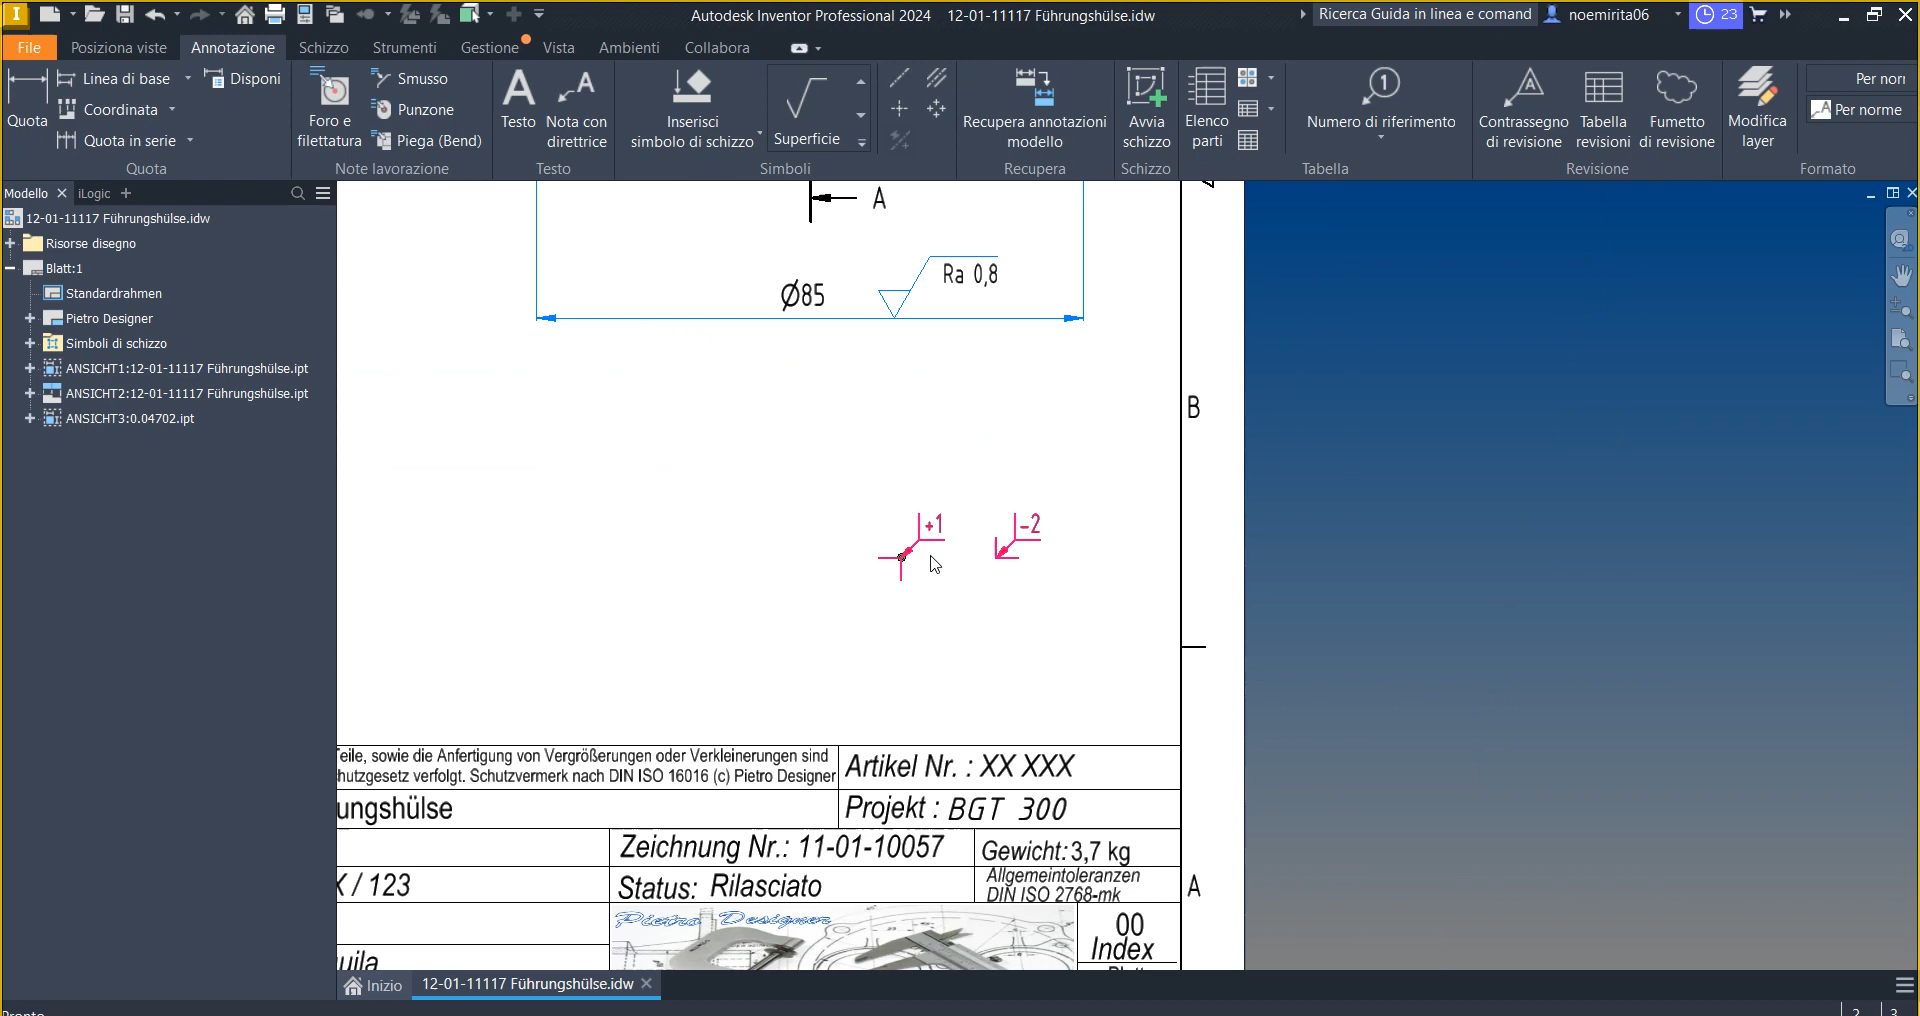 Autodesk Inventor Professional 2024 12-01-11117 Führungshülse.idw
Ricerca Guida in linea e comand
noemirita06
23
File Posiziona viste Annotazione Schizzo Strumenti Gestione Vista Ambienti Collabora
Quota
Linea di base
Coordinata
Quota in serie
Disponi
Quota
Foro e
filettatura
Smusso
Punzone
Piega (Bend)
Note lavorazione
Testo
Nota con
direttrice
Testo
Inserisci
simbolo di schizzo
Superficie
Simboli
Recupera annotazioni
modello
Recupera
Avvia
schizzo
Schizzo
Elenco
parti
Numero di riferimento
Tabella
Contrassegno
di revisione
Tabella
revisioni
Fumetto
di revisione
Revisione
Modifica
layer
Per norr
Per norme
Formato
Modello iLogic
12-01-11117 Führungshülse.idw
Risorse disegno
Blatt:1
Standardrahmen
Pietro Designer
Simboli di schizzo
ANSICHT1:12-01-11117 Führungshülse.ipt
ANSICHT2:12-01-11117 Führungshülse.ipt
ANSICHT3:0.04702.ipt
A
Ø85
Ra 0,8
B
+1
-2
Teile, sowie die Anfertigung von Vergrößerungen oder Verkleinerungen sind
hutzgesetz verfolgt. Schutzvermerk nach DIN ISO 16016 (c) Pietro Designer
Artikel Nr. : XX XXX
ungshülse
Projekt : BGT 300
Zeichnung Nr.: 11-01-10057
Gewicht: 3,7 kg
X / 123
Status: Rilasciato
Allgemeintoleranzen
DIN ISO 2768-mk
A
Pietro Designer
00
Index
uila
Inizio
12-01-11117 Führungshülse.idw
2 3